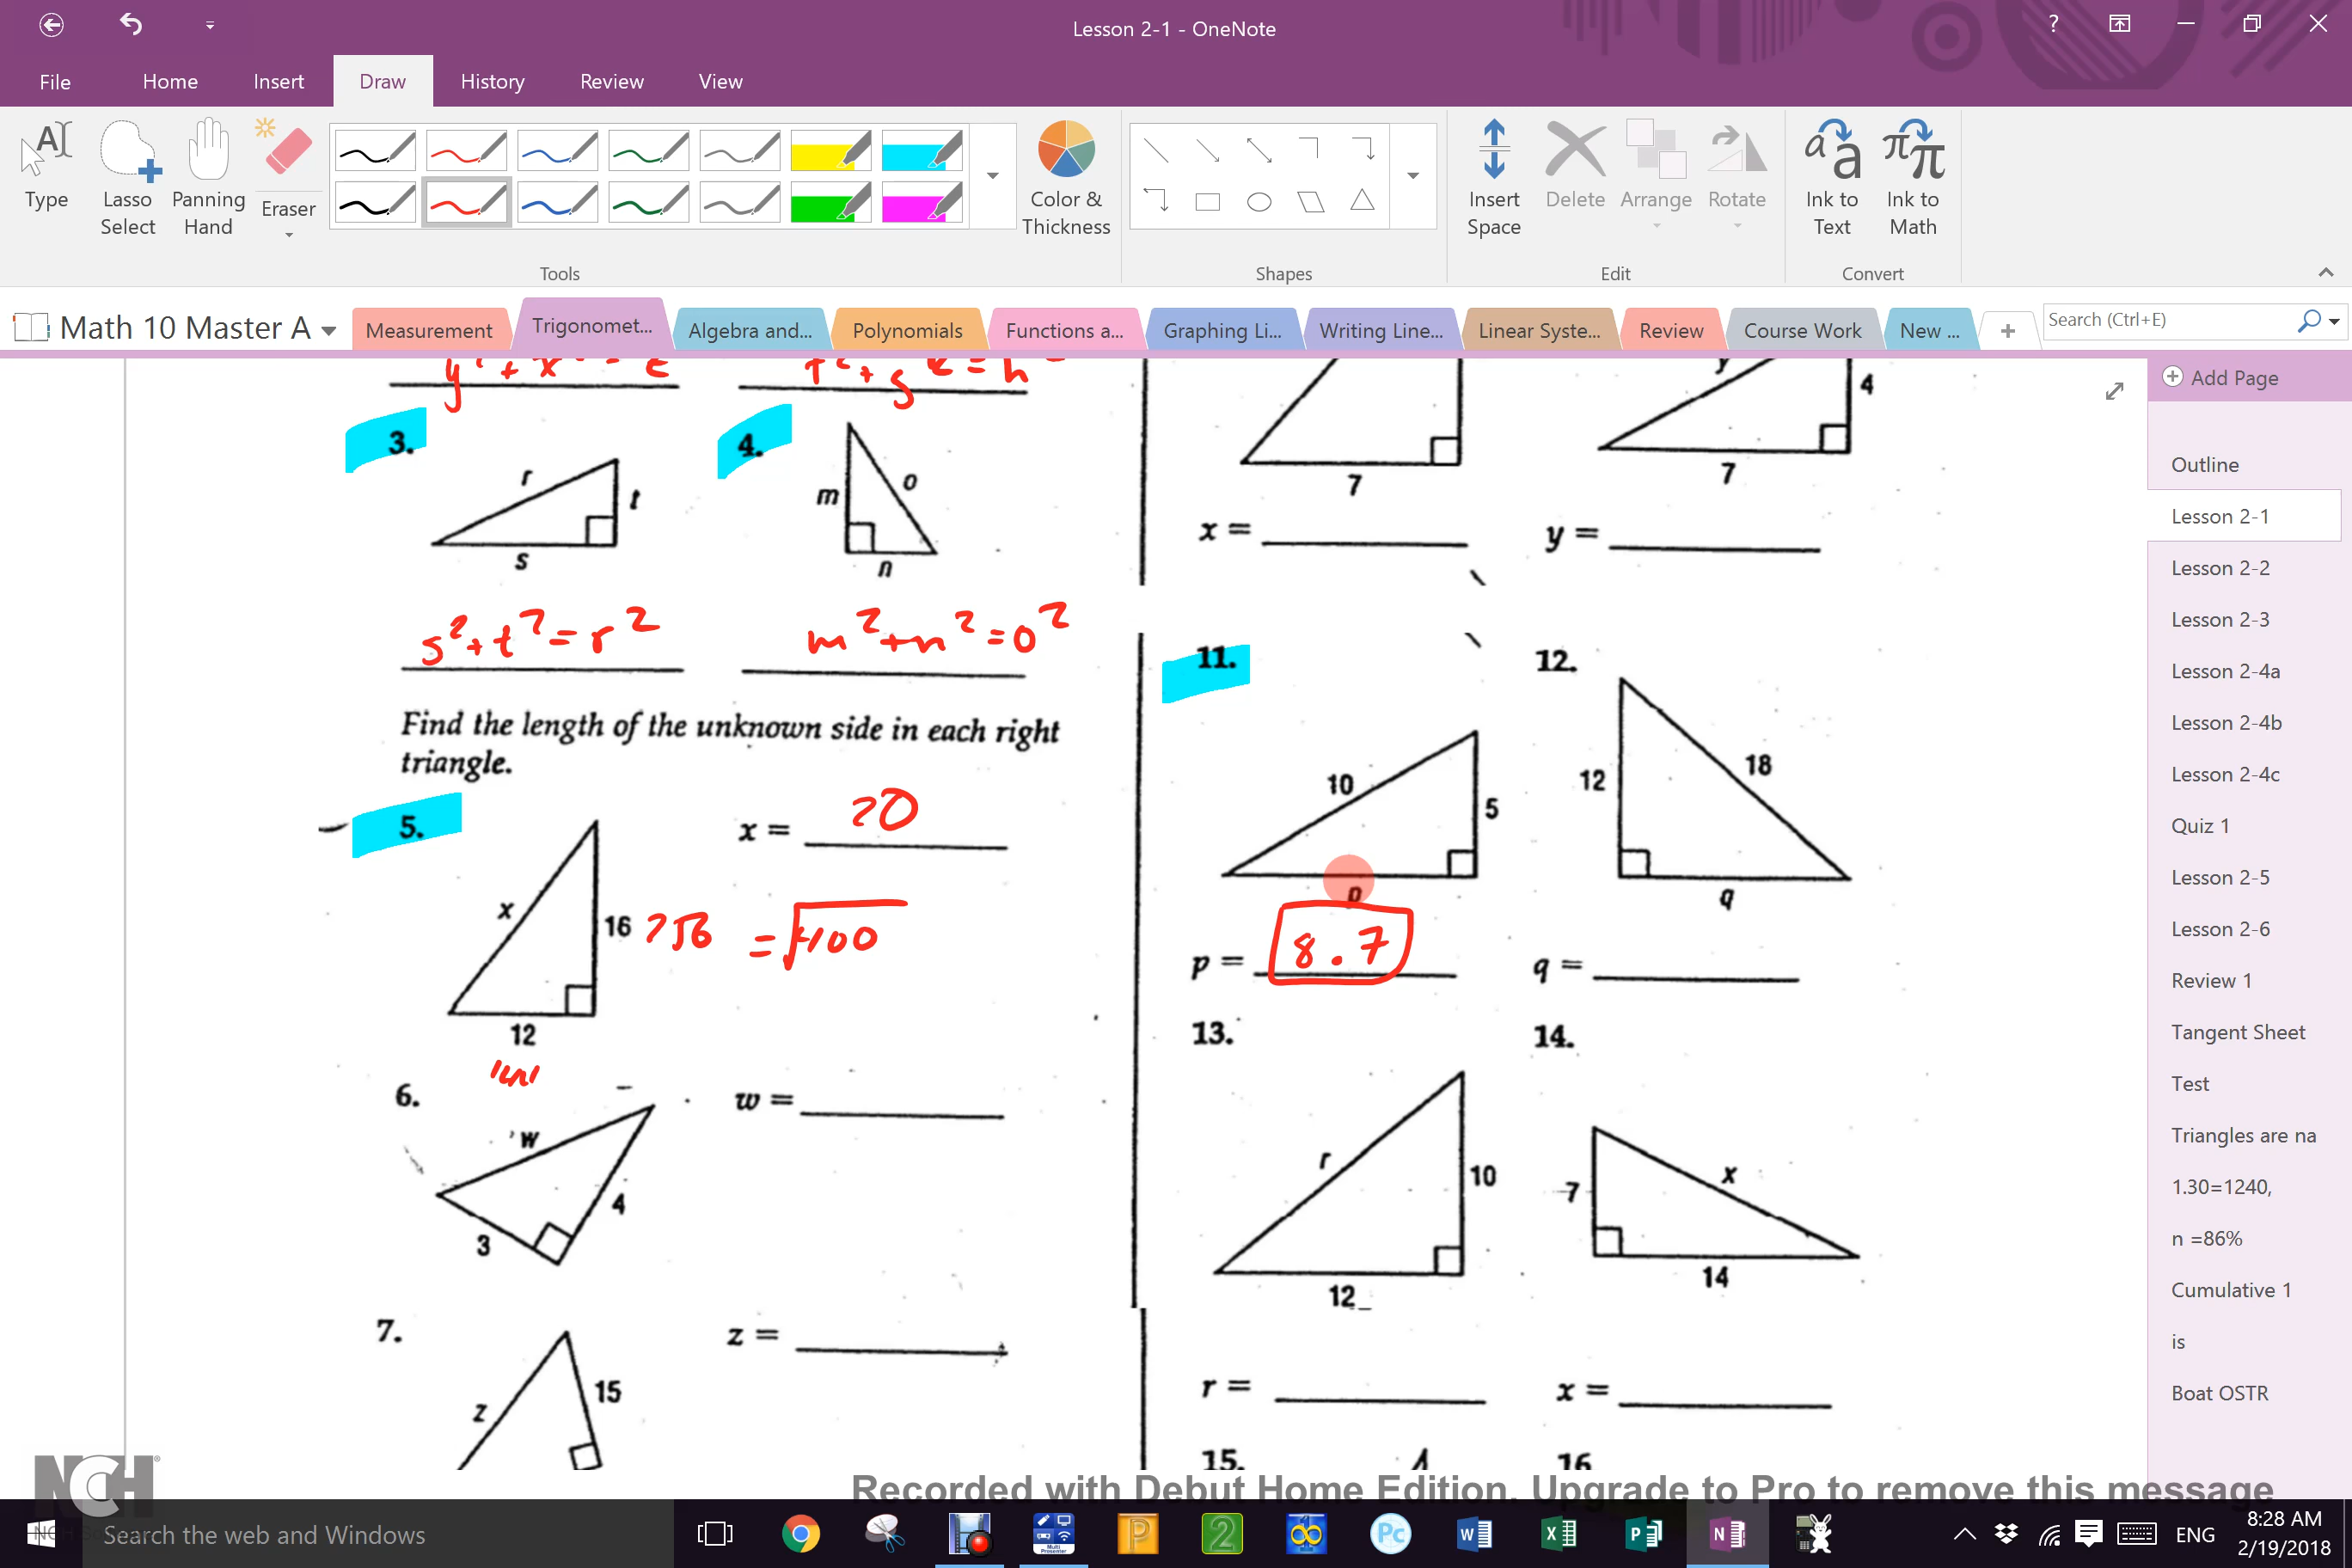 Lesson 2-1 - OneNote
File Home Insert Draw History Review View
Type
Lasso Select
Panning Hand
Eraser
Color & Thickness
Insert Space
Delete
Arrange
Rotate
Ink to Text
Ink to Math
Tools Shapes Edit Convert
Math 10 Master A
Measurement Trigonomet... Algebra and... Polynomials Functions a... Graphing Li... Writing Line... Linear Syste... Review Course Work New ... +
Search (Ctrl+E)
3.
r
t
s
s²+t²=r²
4.
m
o
n
m²+n²=o²
Find the length of the unknown side in each right
triangle.
5.
x
16 256
12
x = 20
=√400
6.
w
4
3
w =
7.
z
15
z =
7
x =
y
4
7
y =
11.
10
5
p
p = 8.7
12.
12
18
q
q =
13.
r
10
12
r =
14.
7
x
14
x =
15.
16
Add Page
Outline
Lesson 2-1
Lesson 2-2
Lesson 2-3
Lesson 2-4a
Lesson 2-4b
Lesson 2-4c
Quiz 1
Lesson 2-5
Lesson 2-6
Review 1
Tangent Sheet
Test
Triangles are na
1.30=1240,
n =86%
Cumulative 1
is
Boat OSTR
NCH
Recorded with Debut Home Edition. Upgrade to Pro to remove this message
Search the web and Windows
ENG
8:28 AM
2/19/2018